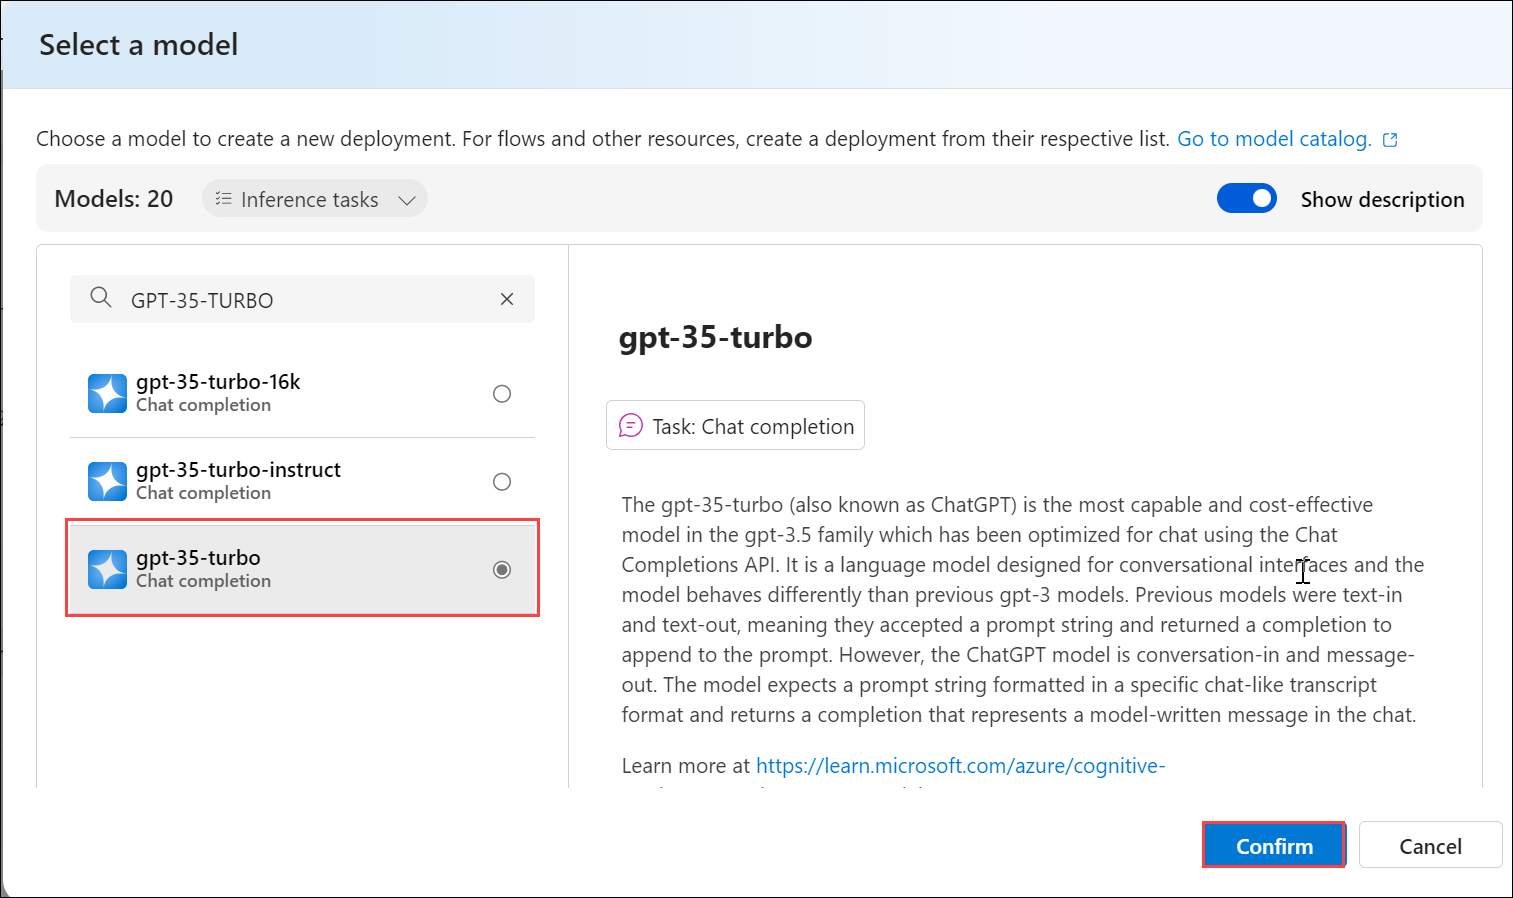 Select a model
Choose a model to create a new deployment. For flows and other resources, create a deployment from their respective list. Go to model catalog.
Models: 20
Inference tasks
Show description
GPT-35-TURBO
gpt-35-turbo-16k
Chat completion
gpt-35-turbo-instruct
Chat completion
gpt-35-turbo
Chat completion
gpt-35-turbo
Task: Chat completion
The gpt-35-turbo (also known as ChatGPT) is the most capable and cost-effective
model in the gpt-3.5 family which has been optimized for chat using the Chat
Completions API. It is a language model designed for conversational interfaces and the
model behaves differently than previous gpt-3 models. Previous models were text-in
and text-out, meaning they accepted a prompt string and returned a completion to
append to the prompt. However, the ChatGPT model is conversation-in and message-
out. The model expects a prompt string formatted in a specific chat-like transcript
format and returns a completion that represents a model-written message in the chat.
Learn more at https://learn.microsoft.com/azure/cognitive-
Confirm
Cancel